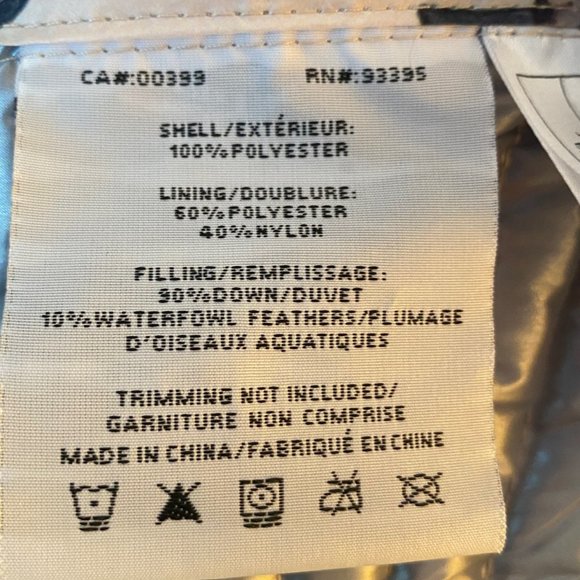 CA#:00399 RN#:93395
SHELL/EXTÉRIEUR:
100%POLYESTER
LINING/DOUBLURE:
60%POLYESTER
40%NYLON
FILLING/REMPLISSAGE:
90%DOWN/DUVET
10%WATERFOWL FEATHERS/PLUMAGE
D'OISEAUX AQUATIQUES
TRIMMING NOT INCLUDED/
GARNITURE NON COMPRISE
MADE IN CHINA/FABRIQUÉ EN CHINE